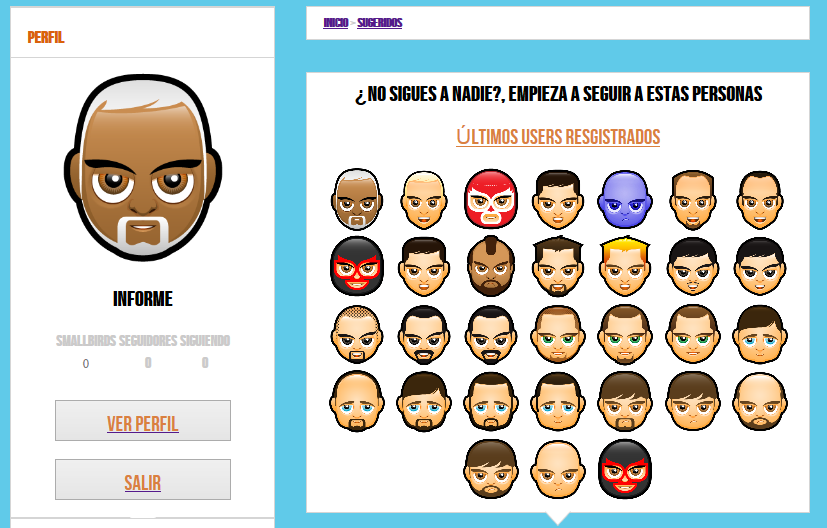 PERFIL
INFORME
SMALLBIRDS SEGUIDORES SIGUIENDO
0 0 0
VER PERFIL
SALIR
INICIO > SUGERIDOS
¿NO SIGUES A NADIE?, EMPIEZA A SEGUIR A ESTAS PERSONAS
ÚLTIMOS USERS RESGISTRADOS